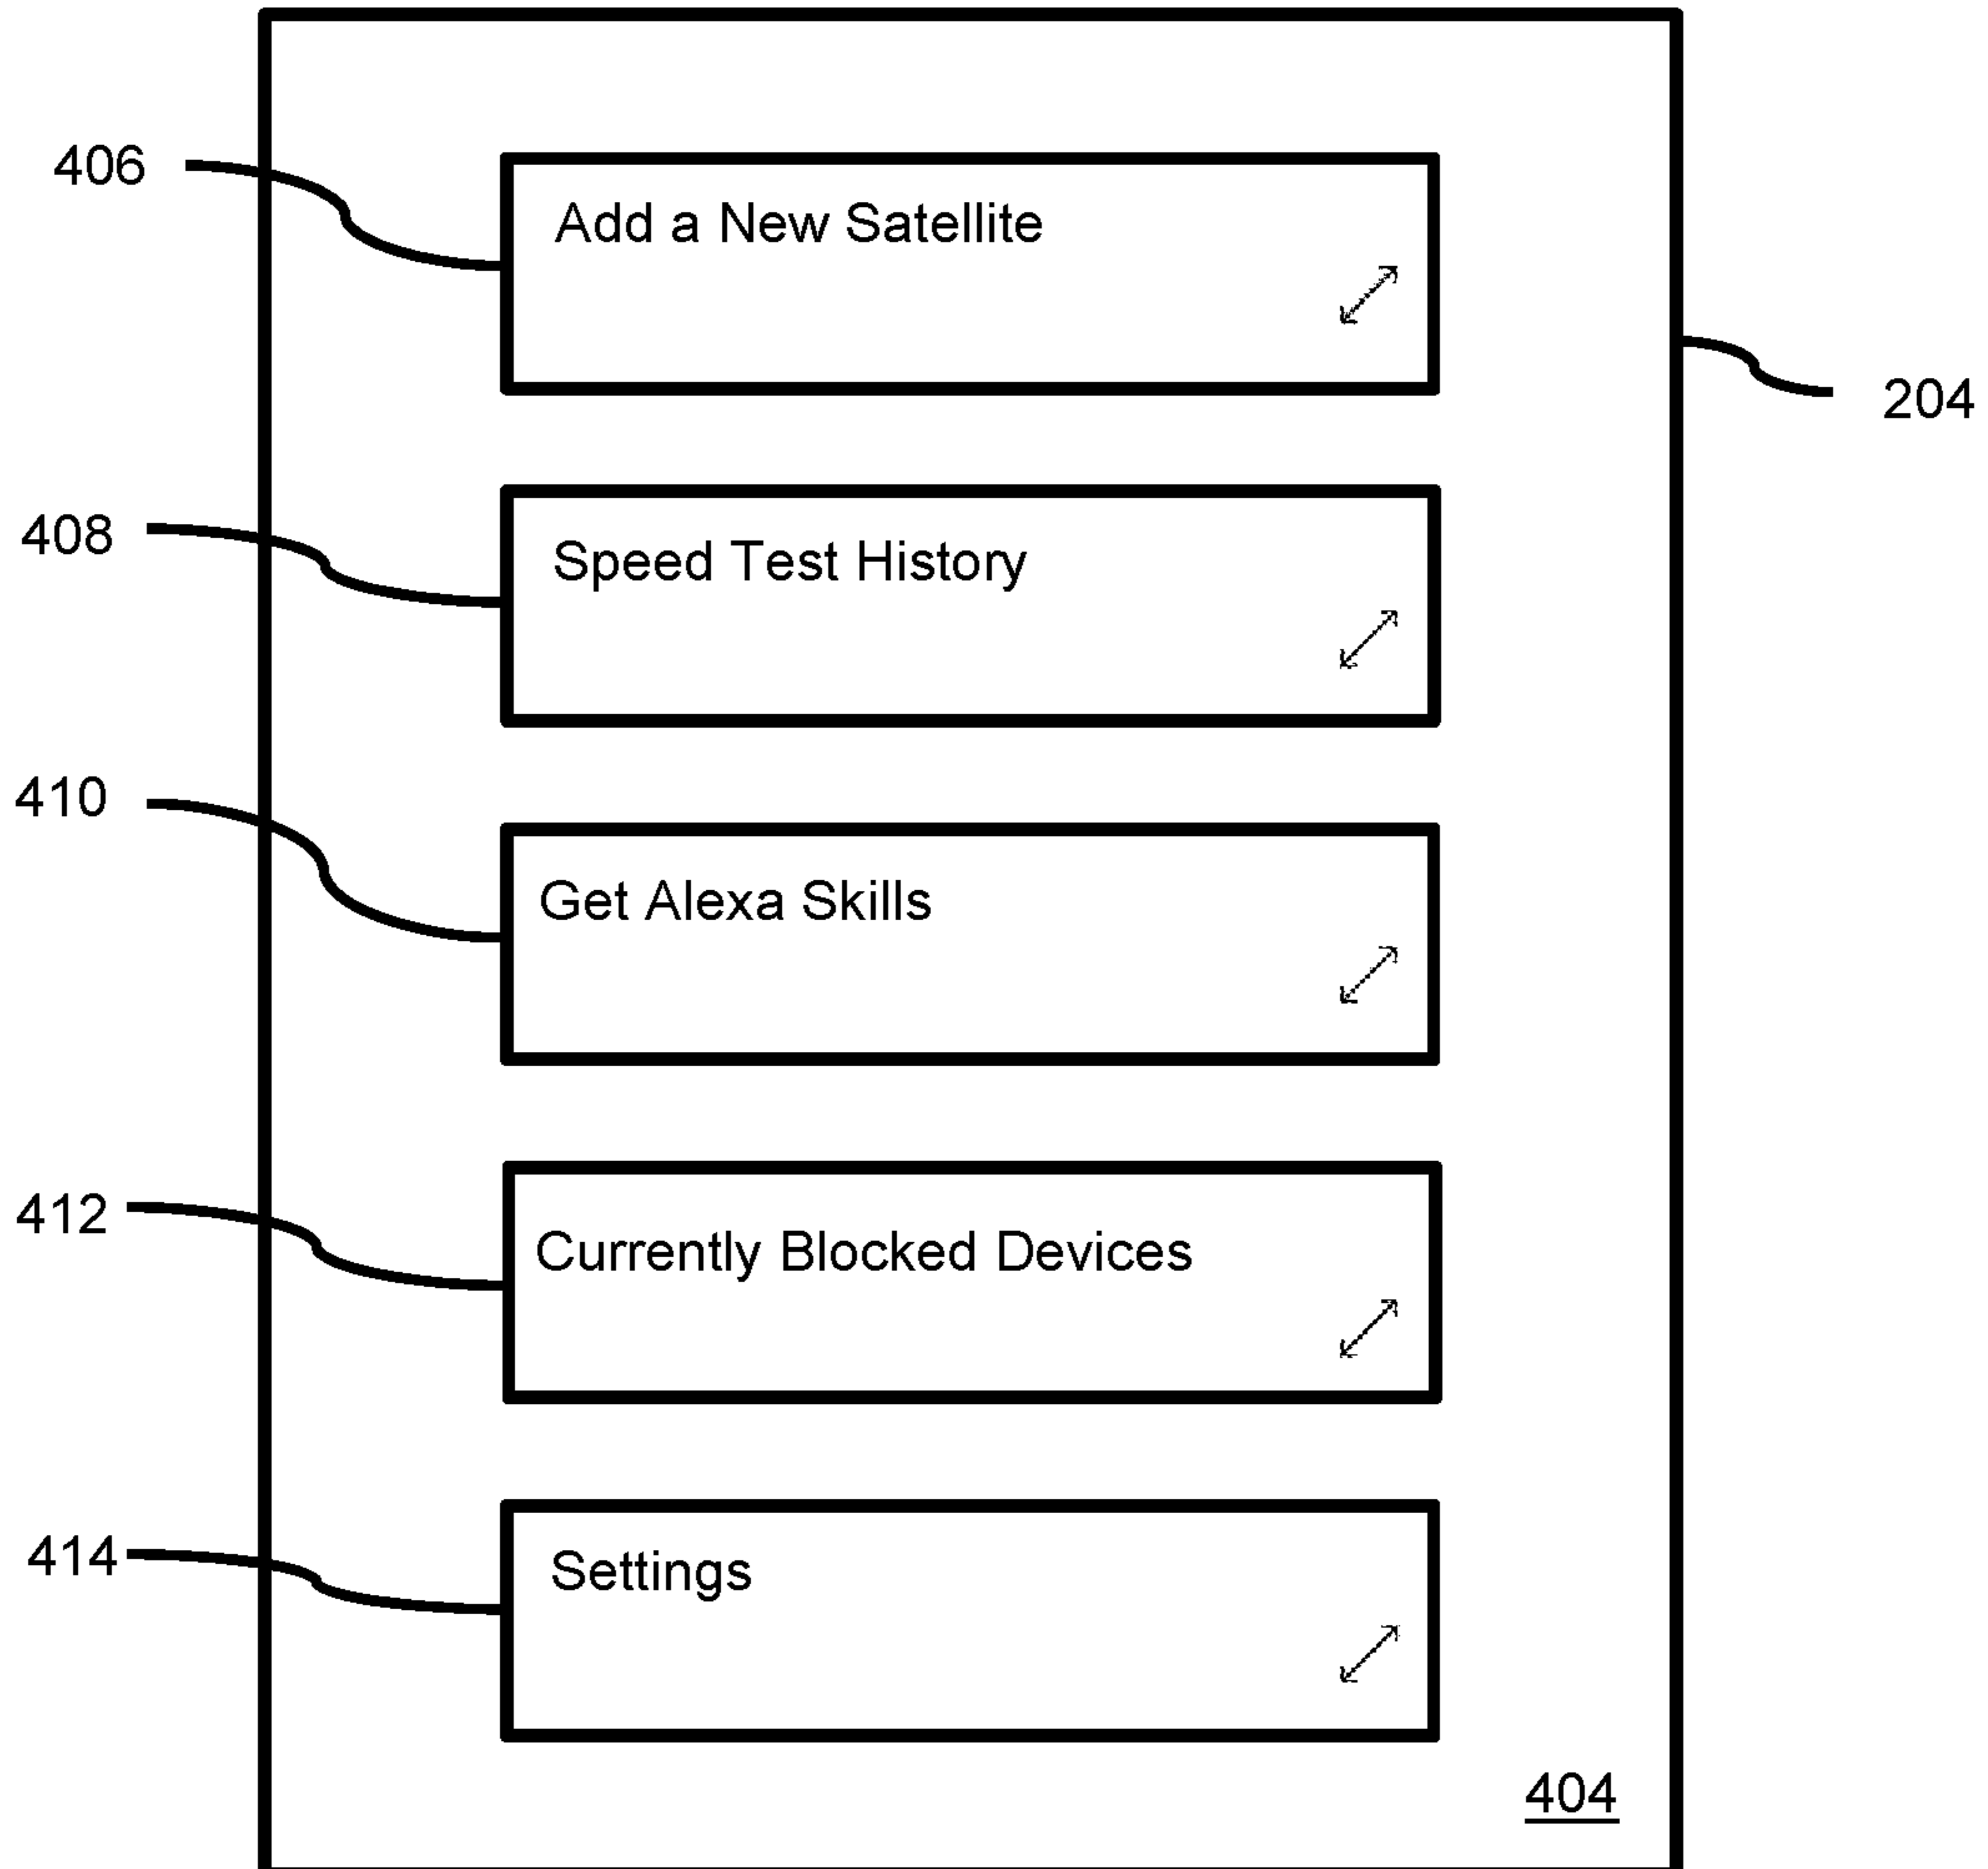 406
Add a New Satellite
204
408
Speed Test History
410
Get Alexa Skills
412
Currently Blocked Devices
414
Settings
404